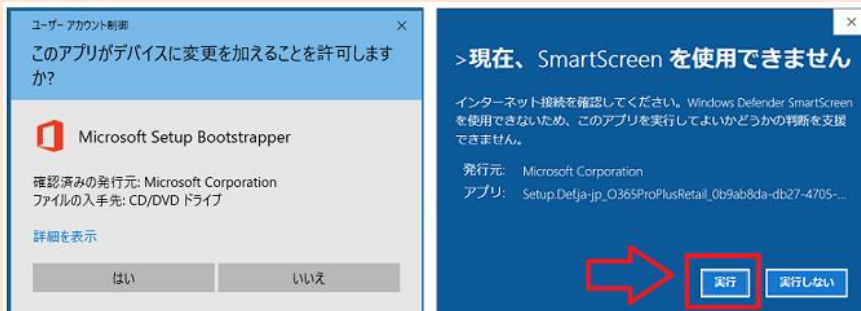 ユーザー アカウント制御
このアプリがデバイスに変更を加えることを許可します
か?
Microsoft Setup Bootstrapper
確認済みの発行元: Microsoft Corporation
ファイルの入手先: CD/DVD ドライブ
詳細を表示
はい
いいえ
>現在、SmartScreen を使用できません
インターネット接続を確認してください。Windows Defender SmartScreen
を使用できないため、このアプリを実行してよいかどうかの判断を支援
できません。
発行元: Microsoft Corporation
アプリ: Setup.Def.ja-jp_O365ProPlusRetail_0b9ab8da-db27-4705-...
実行
実行しない